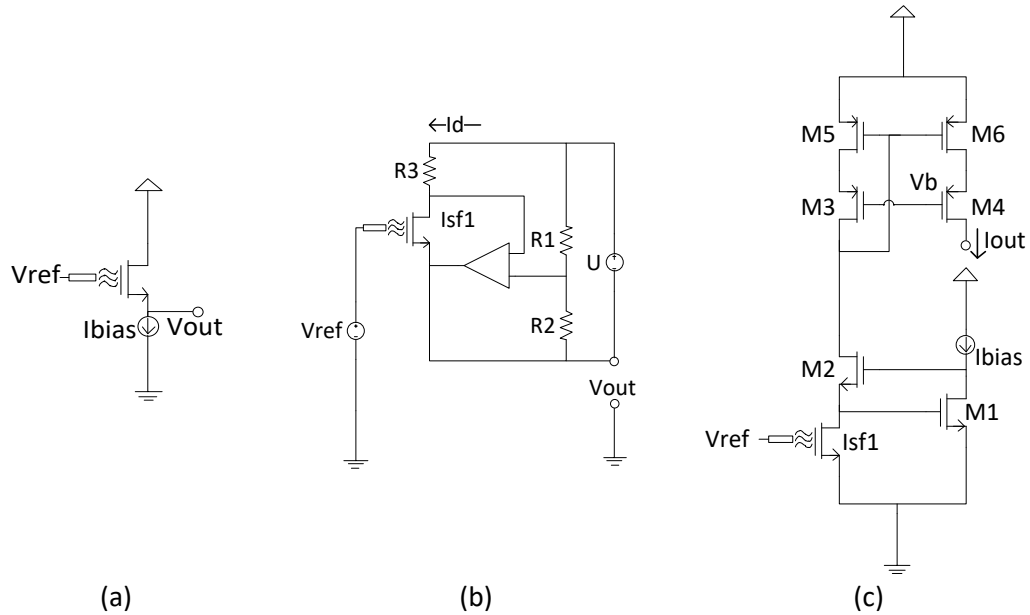 Vref
Ibias
Vout
(a)
←Id—
R3
Isf1
R1
U
R2
Vref
Vout
(b)
M5
M6
Vb
M3
M4
Iout
Ibias
M2
M1
Vref
Isf1
(c)